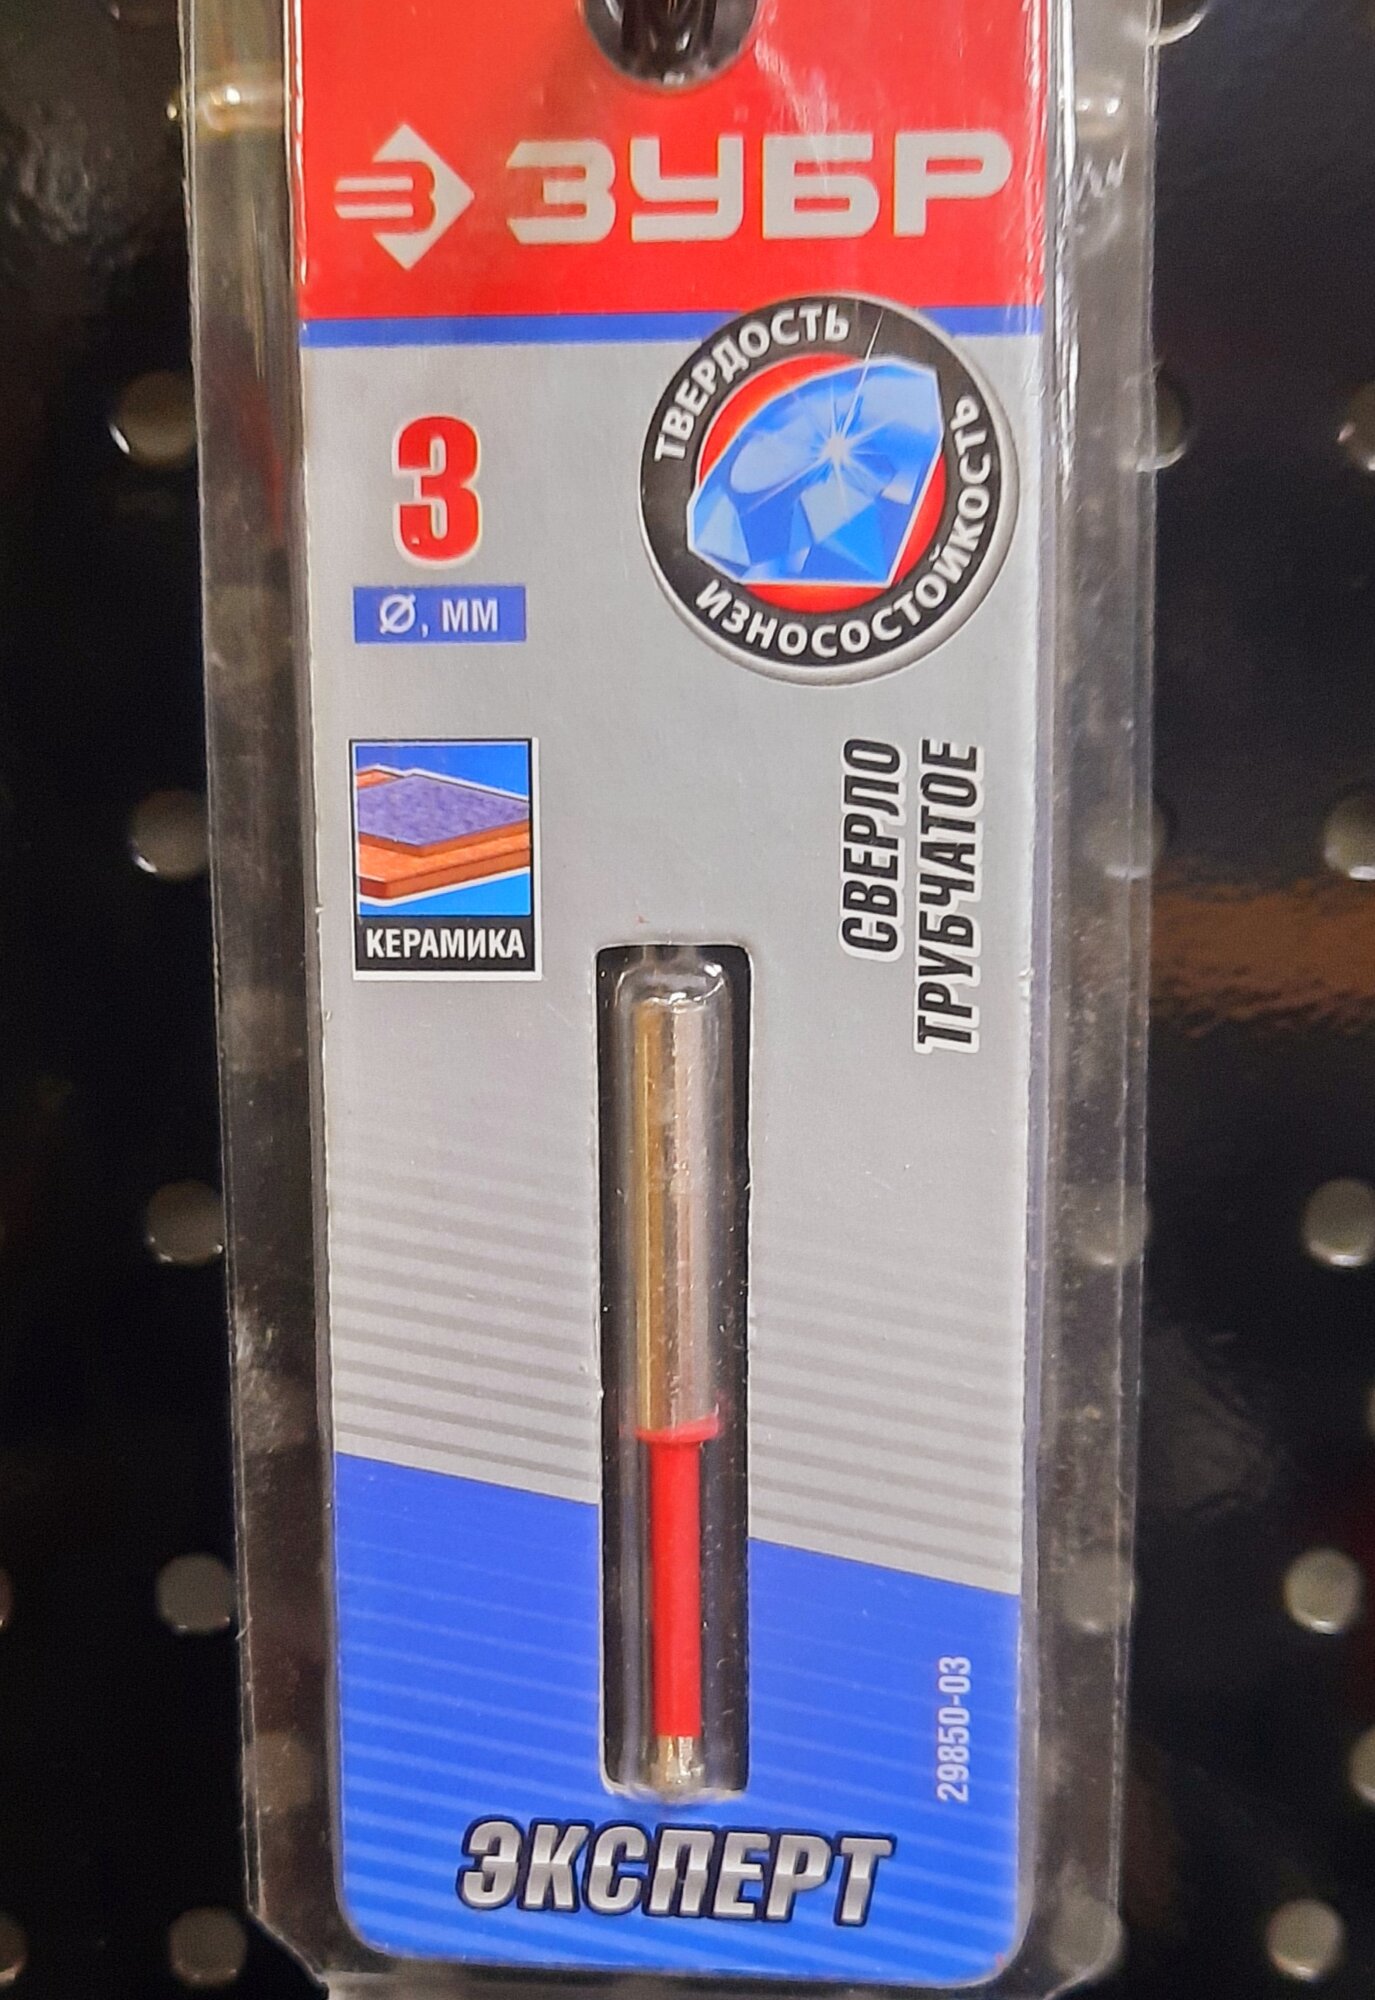 ЗУБР
ТВЕРДОСТЬ
ИЗНОСОСТОЙКОСТЬ
3
Ø, ММ
КЕРАМИКА
СВЕРЛО
ТРУБЧАТОЕ
29850-03
ЭКСПЕРТ